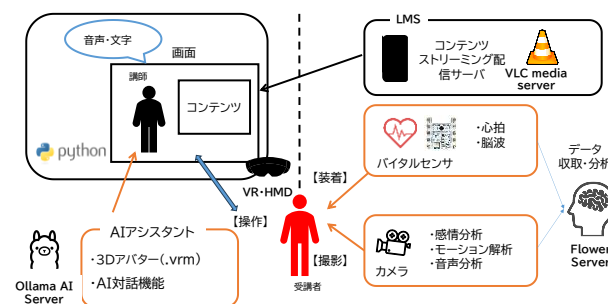 音声・文字
画面
講師
コンテンツ
python
VR・HMD
LMS
コンテンツ
ストリーミング配
信サーバ
VLC media
server
・心拍
・脳波
バイタルセンサ
データ
収取・分析
【装着】
【操作】
【撮影】
受講者
AIアシスタント
・3Dアバター(.vrm)
・AI対話機能
Ollama AI
Server
・感情分析
・モーション解析
・音声分析
カメラ
Flower
Server